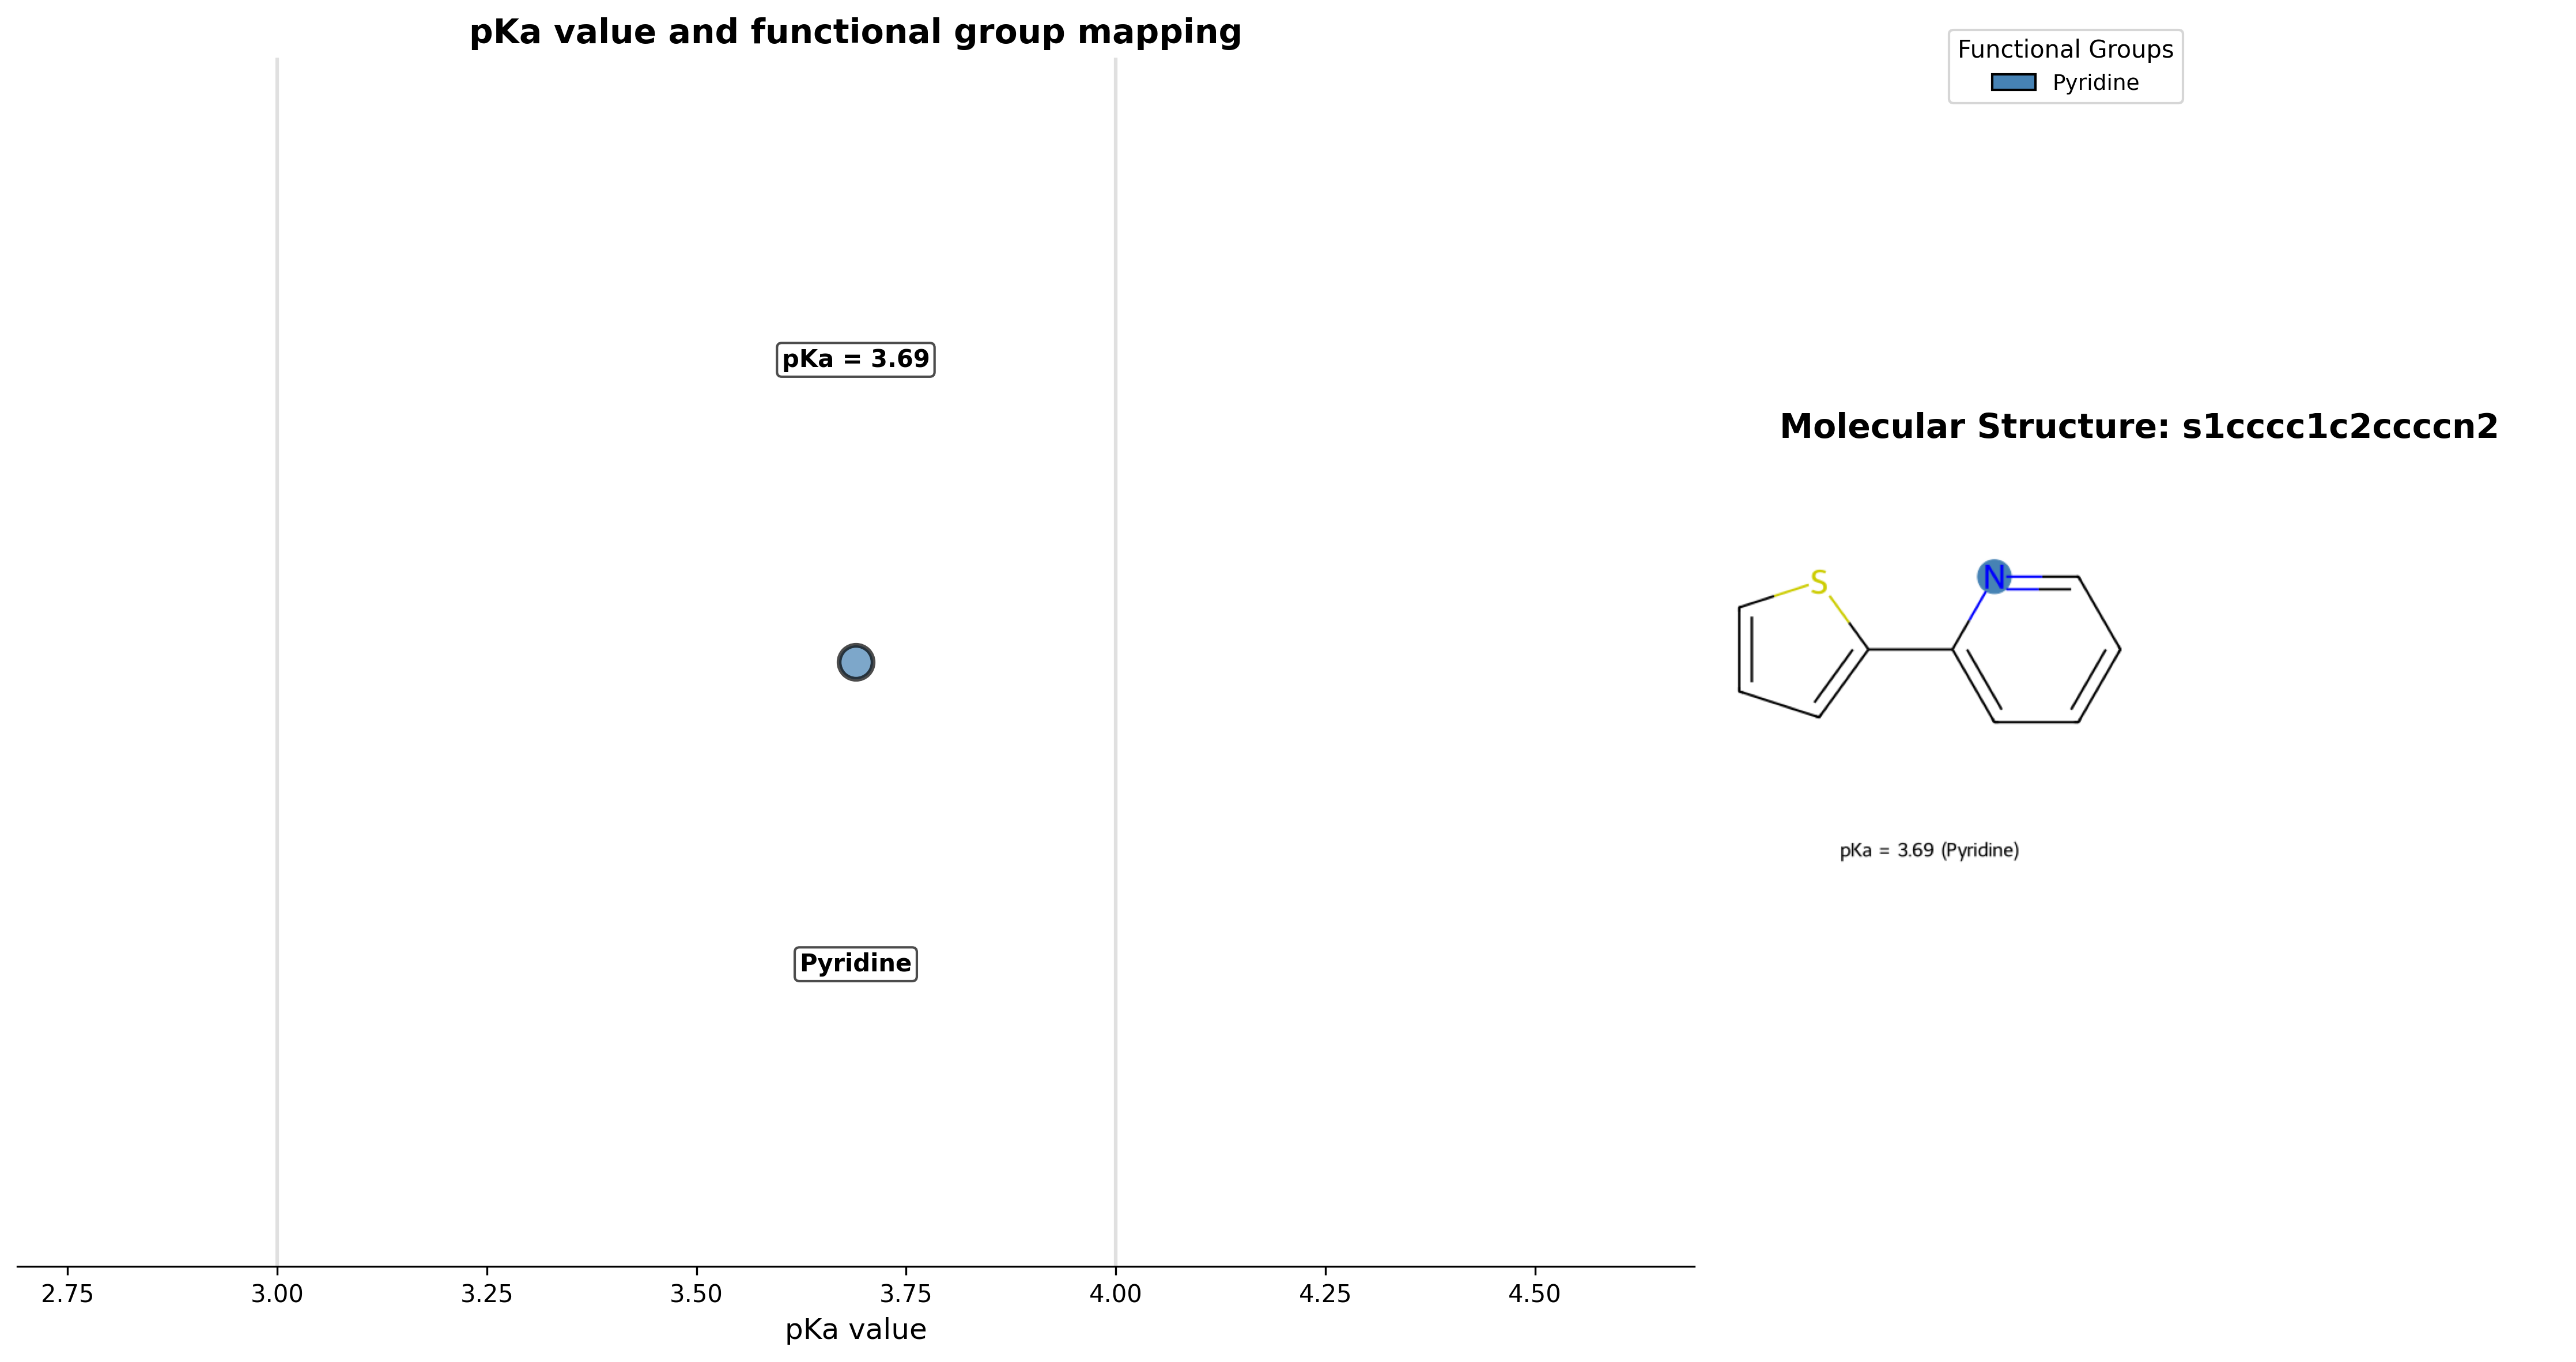 pKa value and functional group mapping
Functional Groups
Pyridine
pKa = 3.69
Molecular Structure: s1cccc1c2ccccn2
S
N
pKa = 3.69 (Pyridine)
Pyridine
2.75 3.00 3.25 3.50 3.75 4.00 4.25 4.50
pKa value